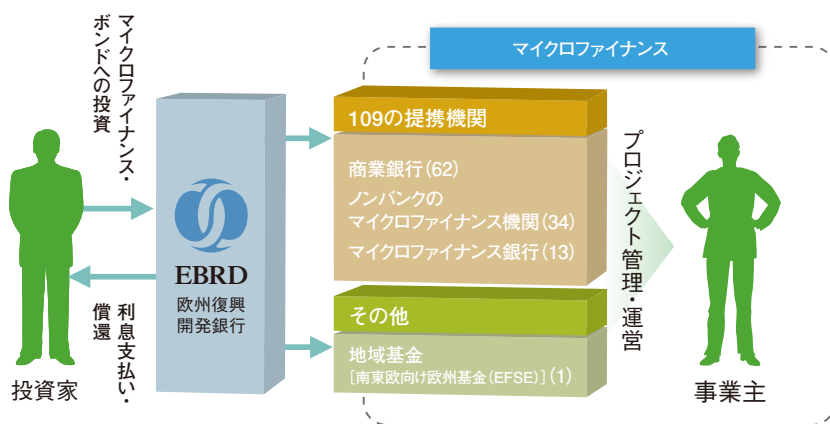 マイクロファイナンス・
ボンドへの投資
投資家
利息支払い・
償還
EBRD
欧州復興
開発銀行
マイクロファイナンス
109の提携機関
商業銀行(62)
ノンバンクの
マイクロファイナンス機関(34)
マイクロファイナンス銀行(13)
その他
地域基金
[南東欧向け欧州基金(EFSE)](1)
プロジェクト管理・運営
事業主